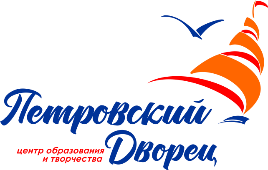 Петровский
Дворец
центр образования
и творчества